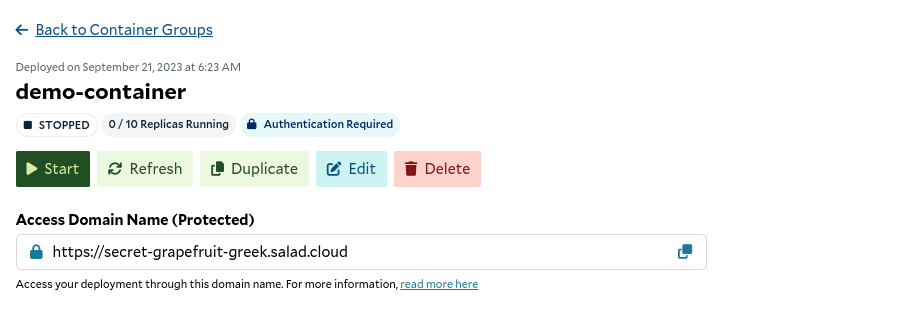 Back to Container Groups
Deployed on September 21, 2023 at 6:23 AM
demo-container
STOPPED 0 / 10 Replicas Running Authentication Required
Start Refresh Duplicate Edit Delete
Access Domain Name (Protected)
https://secret-grapefruit-greek.salad.cloud
Access your deployment through this domain name. For more information, read more here